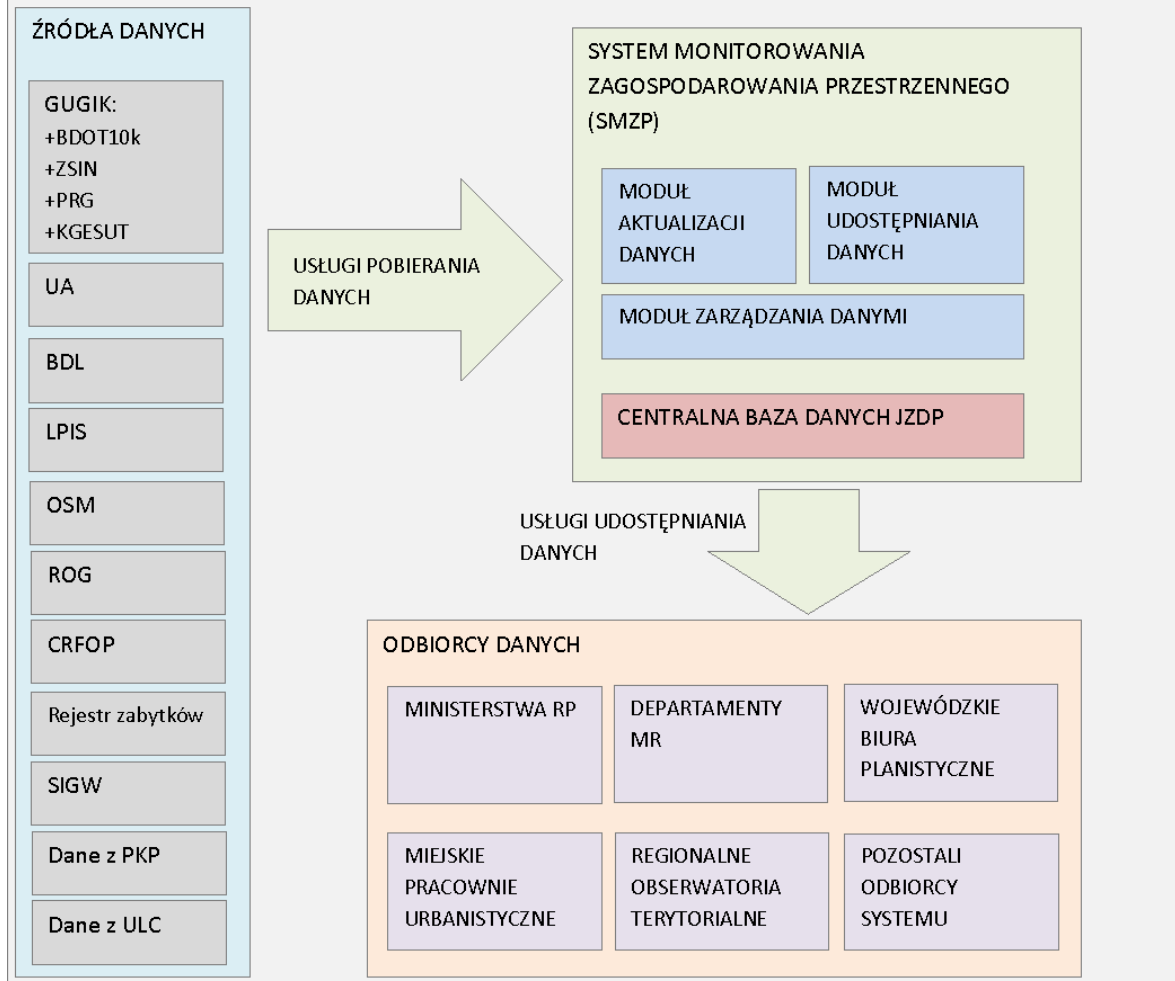 ŹRÓDŁA DANYCH
GUGIK:
+BDOT10k
+ZSIN
+PRG
+KGESUT
UA
BDL
LPIS
OSM
ROG
CRFOP
Rejestr zabytków
SIGW
Dane z PKP
Dane z ULC
USŁUGI POBIERANIA
DANYCH
SYSTEM MONITOROWANIA
ZAGOSPODAROWANIA PRZESTRZENNEGO
(SMZP)
MODUŁ
AKTUALIZACJI
DANYCH
MODUŁ
UDOSTĘPNIANIA
DANYCH
MODUŁ ZARZĄDZANIA DANYMI
CENTRALNA BAZA DANYCH JZDP
USŁUGI UDOSTĘPNIANIA
DANYCH
ODBIORCY DANYCH
MINISTERSTWA RP
DEPARTAMENTY
MR
WOJEWÓDZKIE
BIURA
PLANISTYCZNE
MIEJSKIE
PRACOWNIE
URBANISTYCZNE
REGIONALNE
OBSERWATORIA
TERYTORIALNE
POZOSTALI
ODBIORCY
SYSTEMU